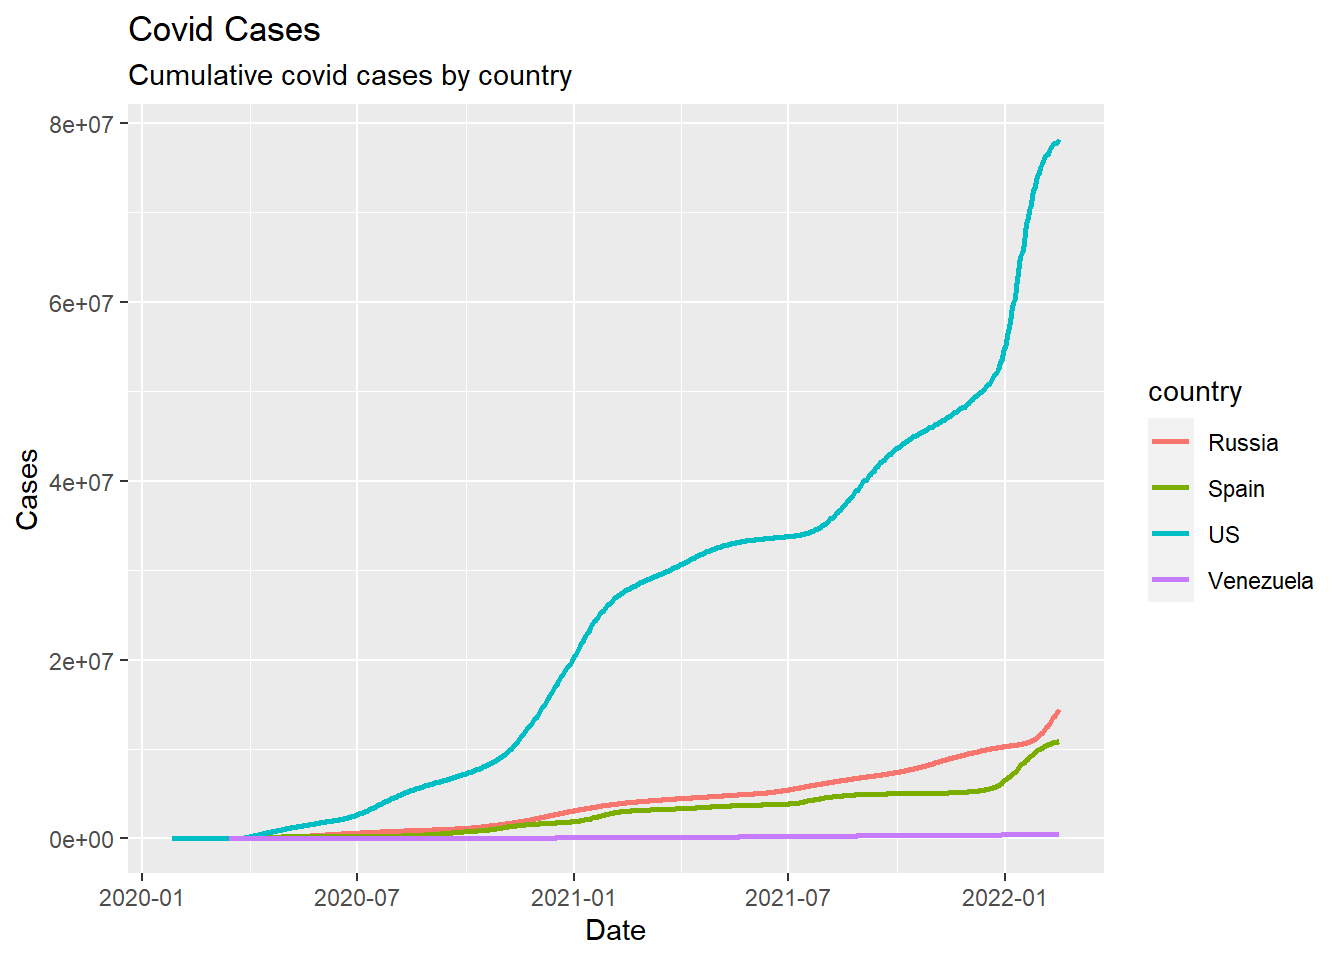 Covid Cases
Cumulative covid cases by country
8e+07
6e+07
4e+07
2e+07
0e+00
Cases
2020-01
2020-07
2021-01
2021-07
2022-01
Date
country
Russia
Spain
US
Venezuela